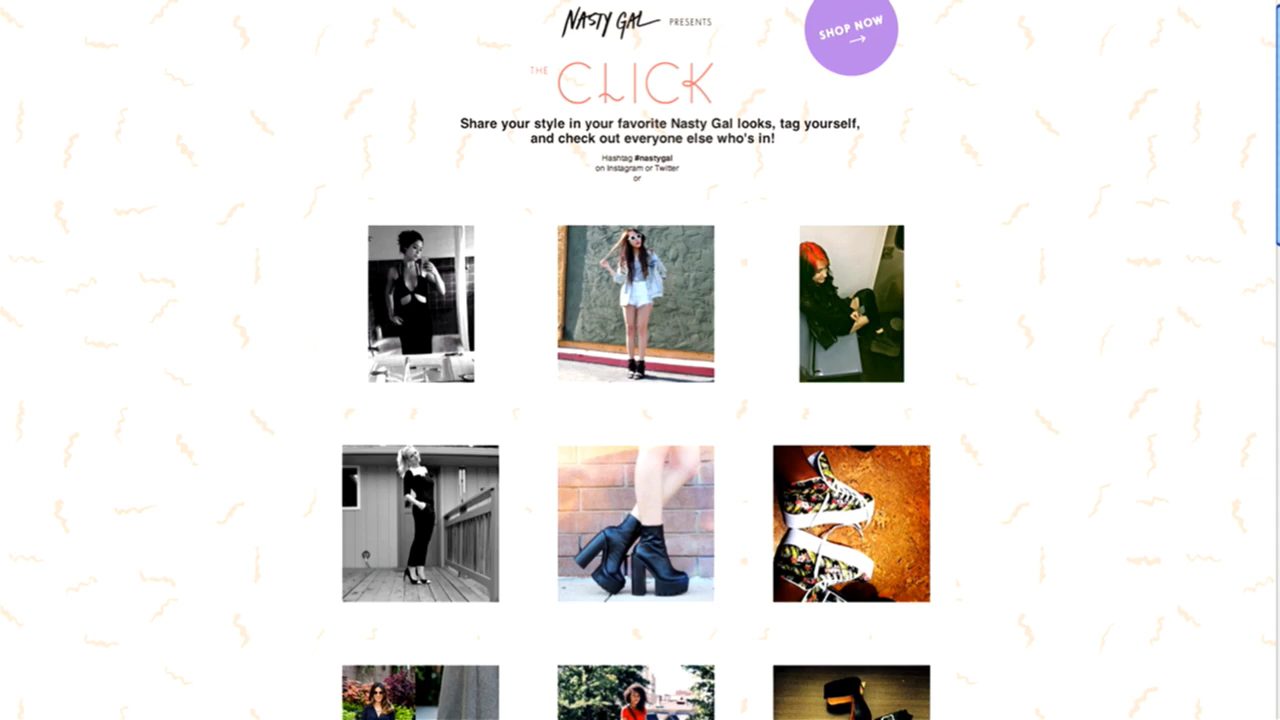 NASTY GAL PRESENTS
SHOP NOW
THE CLICK
Share your style in your favorite Nasty Gal looks, tag yourself,
and check out everyone else who's in!
Hashtag #nastygal
on Instagram or Twitter
or